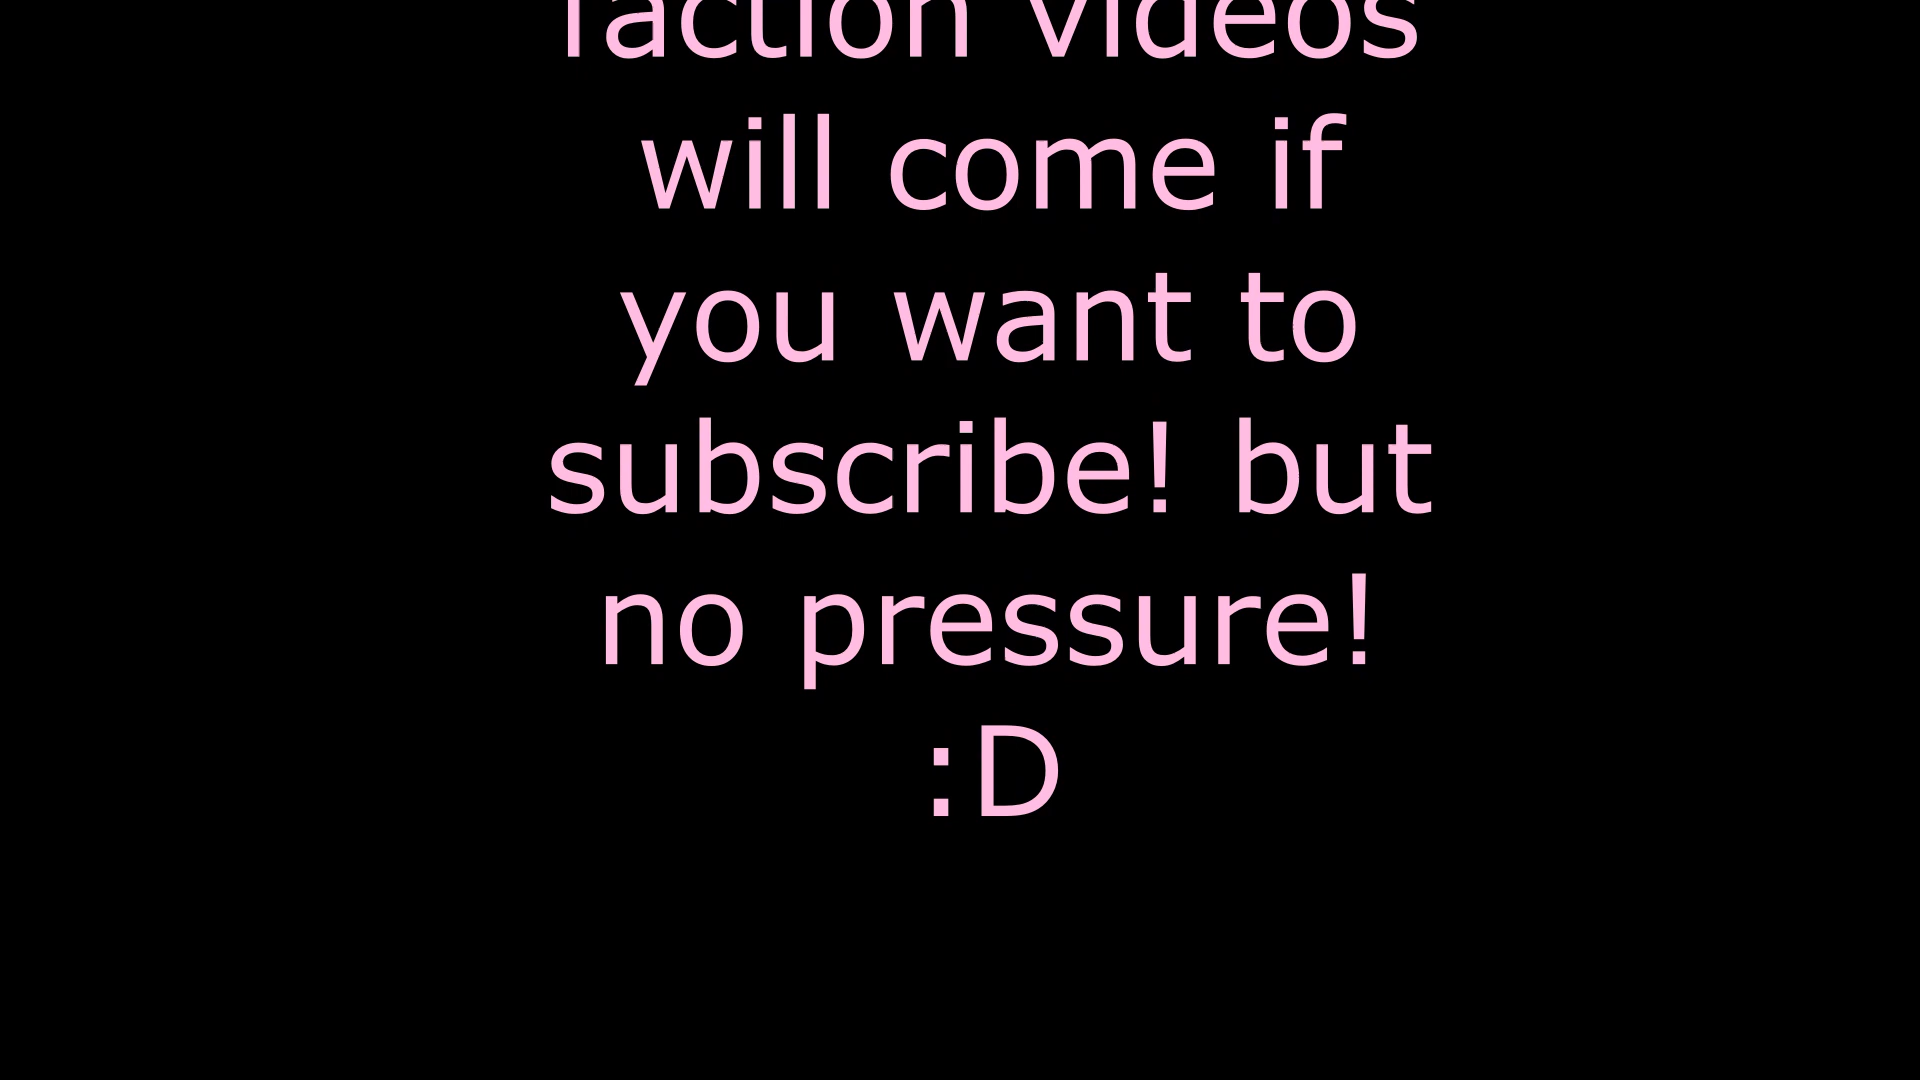 faction videos
will come if
you want to
subscribe! but
no pressure!
:D